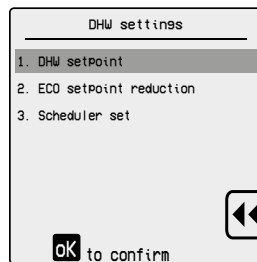 DHW settings
1. DHW setpoint
2. ECO setpoint reduction
3. Scheduler set
OK to confirm